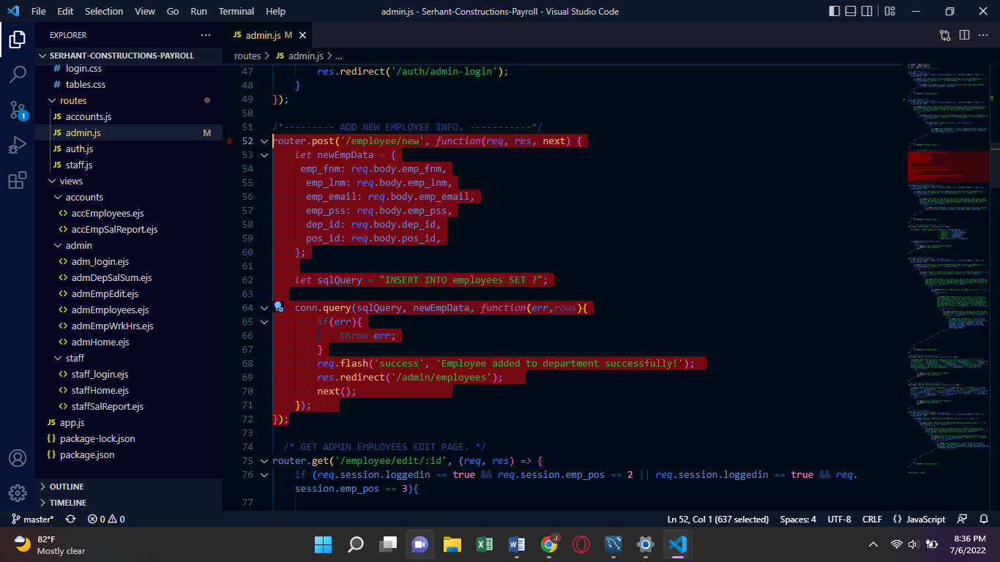 File Edit Selection View Go Run Terminal Help
admin.js - Serhant-Constructions-Payroll - Visual Studio Code
EXPLORER
SERHANT-CONSTRUCTIONS-PAYROLL
# login.css
# tables.css
routes
JS accounts.js
JS admin.js M
JS auth.js
JS staff.js
views
accounts
<> accEmployees.ejs
<> accEmpSalReport.ejs
admin
<> adm_login.ejs
<> admDepSalSum.ejs
<> admEmpEdit.ejs
<> admEmployees.ejs
<> admEmpWrkHrs.ejs
<> admHome.ejs
staff
<> staff_login.ejs
<> staffHome.ejs
<> staffSalReport.ejs
JS app.js
{} package-lock.json
{} package.json
OUTLINE
TIMELINE
1
JS admin.js M
routes > JS admin.js > ...
47 res.redirect('/auth/admin-login');
48 }
49 });
50
51 /*--------- ADD NEW EMPLOYEE INFO. -----------*/
52 router.post('/employee/new', function(req, res, next) {
53 let newEmpData = {
54 emp_fnm: req.body.emp_fnm,
55 emp_lnm: req.body.emp_lnm,
56 emp_email: req.body.emp_email,
57 emp_pss: req.body.emp_pss,
58 dep_id: req.body.dep_id,
59 pos_id: req.body.pos_id,
60 };
61
62 let sqlQuery = "INSERT INTO employees SET ?";
63
64 conn.query(sqlQuery, newEmpData, function(err,rows){
65 if(err){
66 throw err;
67 }
68 req.flash('success', 'Employee added to department successfully!');
69 res.redirect('/admin/employees');
70 next();
71 });
72 });
73
74 /* GET ADMIN EMPLOYEES EDIT PAGE. */
75 router.get('/employee/edit/:id', (req, res) => {
76 if (req.session.loggedin == true && req.session.emp_pos == 2 || req.session.loggedin == true && req.
session.emp_pos == 3){
77
master* 0 0
Ln 52, Col 1 (637 selected) Spaces: 4 UTF-8 CRLF {} JavaScript
82°F
Mostly clear
J
8:36 PM
7/6/2022